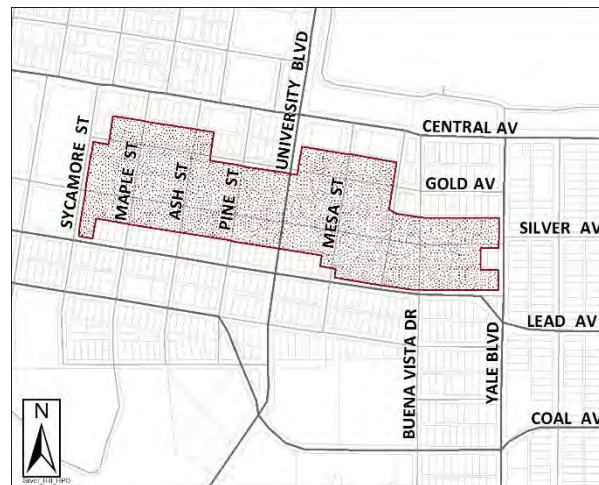 CENTRAL AV
UNIVERSITY BLVD
SYCAMORE ST
MAPLE ST
ASH ST
PINE ST
MESA ST
GOLD AV
SILVER AV
LEAD AV
BUENA VISTA DR
YALE BLVD
COAL AV
N
Silver_Hill_HPO